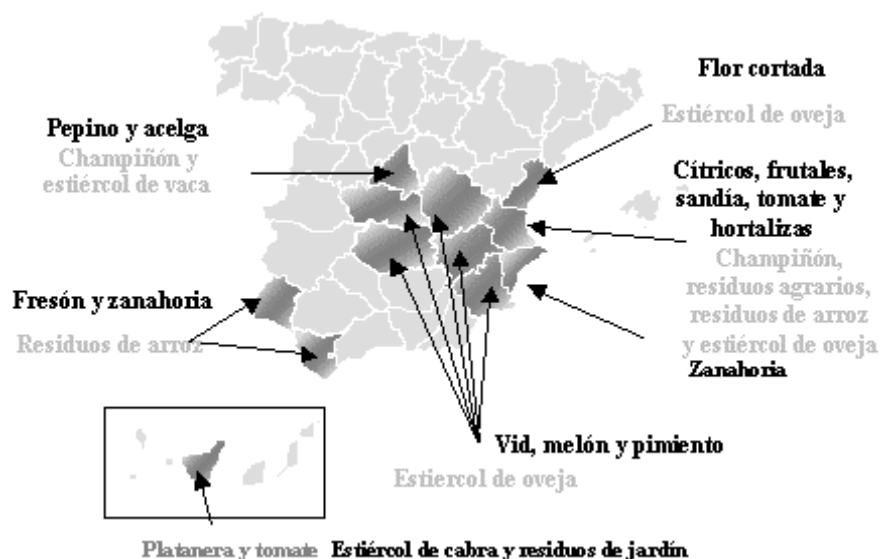 Flor cortada
Estiércol de oveja
Pepino y acelga
Champiñón y
estiércol de vaca
Cítricos, frutales,
sandía, tomate y
hortalizas
Champiñón,
residuos agrarios,
residuos de arroz
y estiércol de oveja
Zanahoria
Fresón y zanahoria
Residuos de arroz
Vid, melón y pimiento
Estiercol de oveja
Platanera y tomate Estiércol de cabra y residuos de jardín